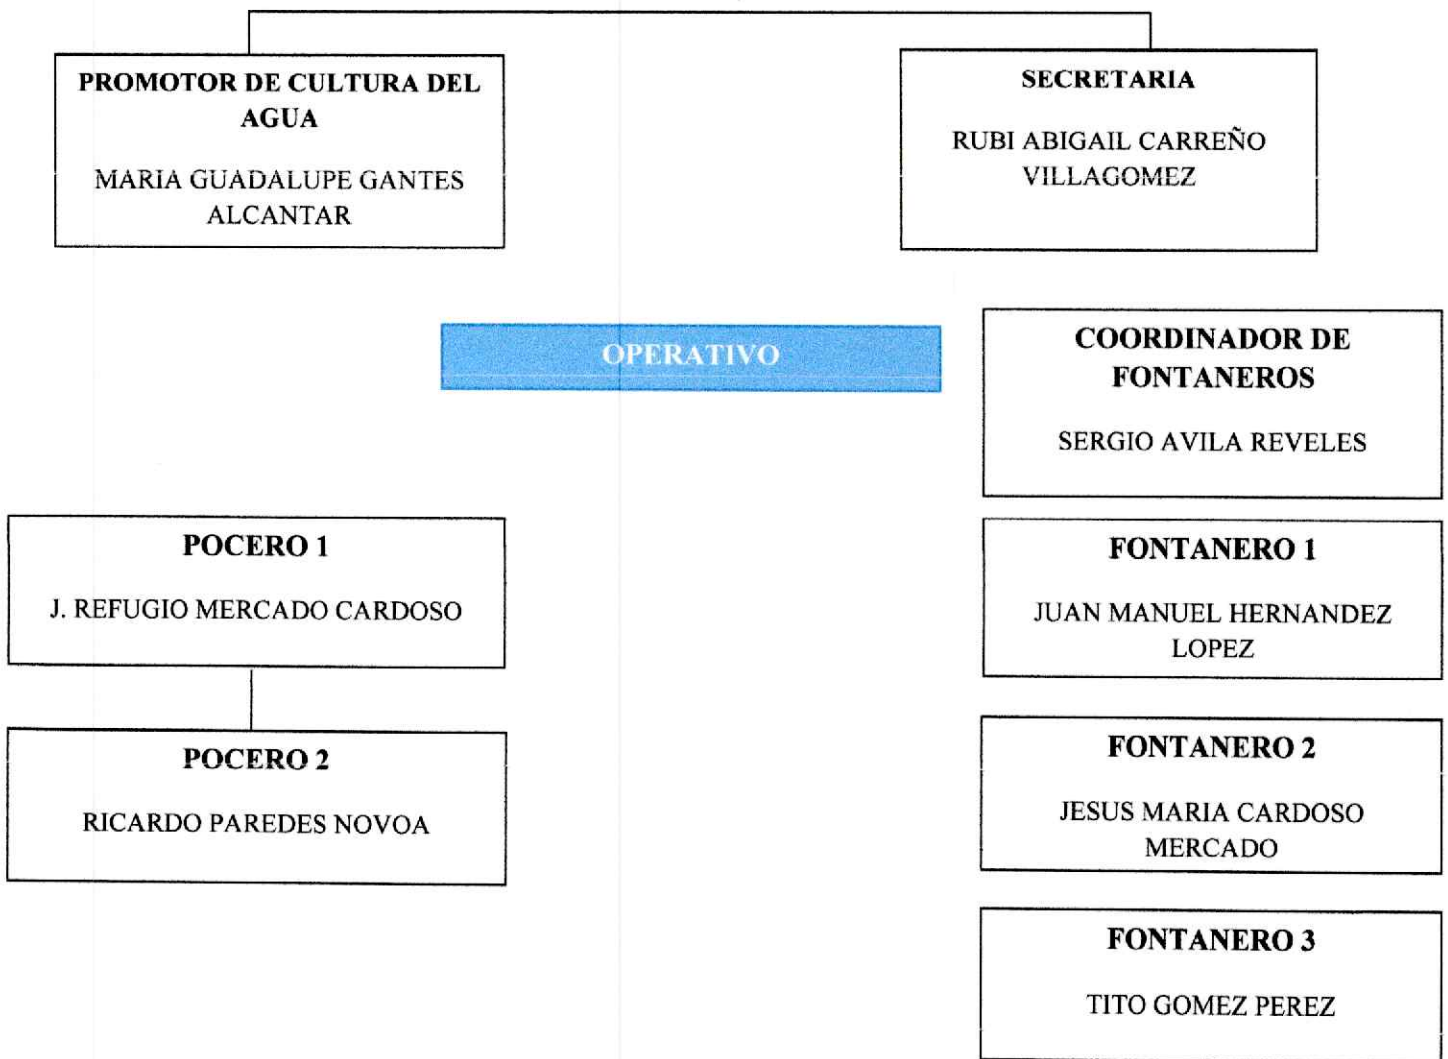 PROMOTOR DE CULTURA DEL
AGUA
MARIA GUADALUPE GANTES
ALCANTAR
SECRETARIA
RUBI ABIGAIL CARREÑO
VILLAGOMEZ
OPERATIVO
COORDINADOR DE
FONTANEROS
SERGIO AVILA REVELES
POCERO 1
J. REFUGIO MERCADO CARDOSO
FONTANERO 1
JUAN MANUEL HERNANDEZ
LOPEZ
POCERO 2
RICARDO PAREDES NOVOA
FONTANERO 2
JESUS MARIA CARDOSO
MERCADO
FONTANERO 3
TITO GOMEZ PEREZ